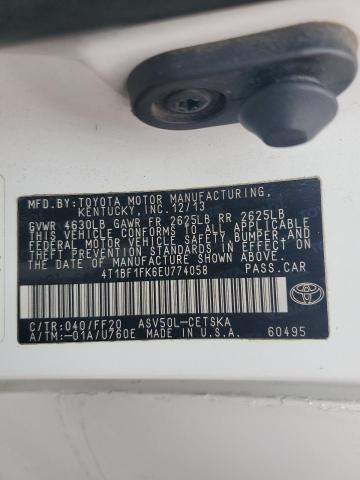 MFD.BY: TOYOTA MOTOR MANUFACTURING,
KENTUCKY, INC. 12/13
GVWR 4630LB GAWR FR 2625LB RR 2625LB
THIS VEHICLE CONFORMS TO ALL APPLICABLE
FEDERAL MOTOR VEHICLE SAFETY, BUMPER, AND
THEFT PREVENTION STANDARDS IN EFFECT ON
THE DATE OF MANUFACTURE SHOWN ABOVE.
4T1BF1FK6EU774058 PASS.CAR
C/TR:040/FF20 ASV50L-CETSKA
A/TM:-01A/U760E MADE IN U.S.A. 60495